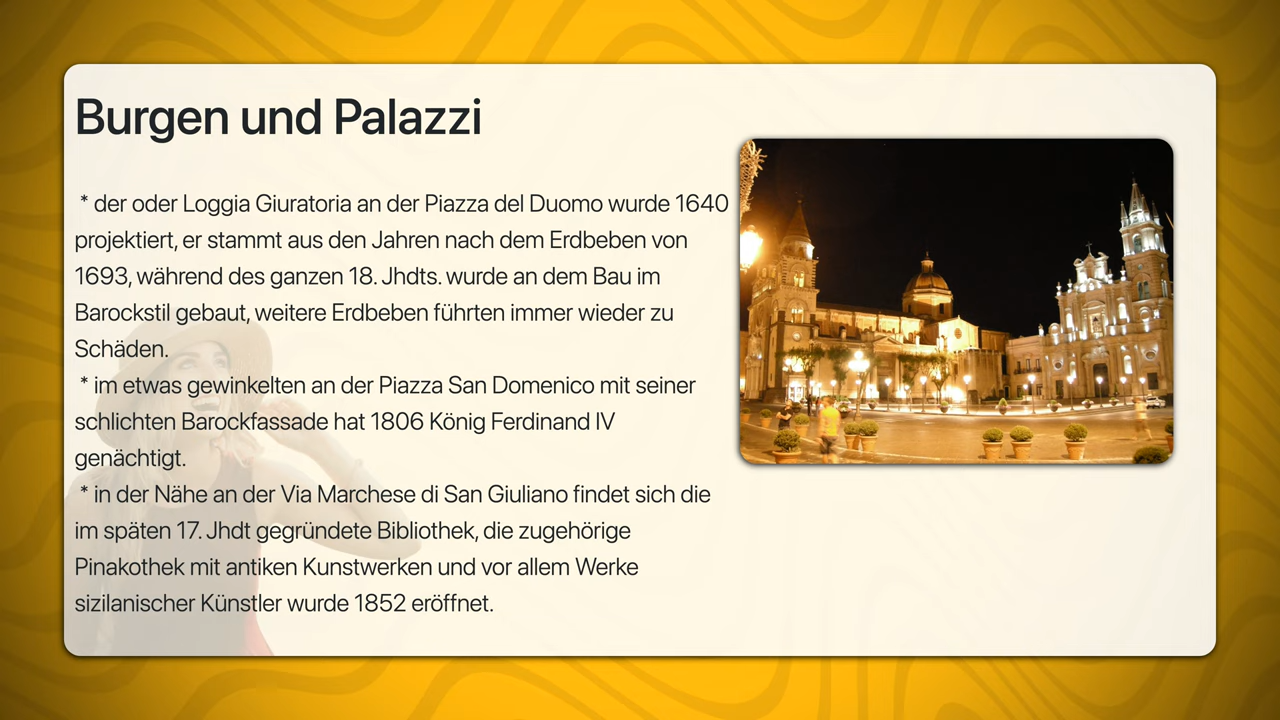 Burgen und Palazzi
* der oder Loggia Giuratoria an der Piazza del Duomo wurde 1640
projektiert, er stammt aus den Jahren nach dem Erdbeben von
1693, während des ganzen 18. Jhdts. wurde an dem Bau im
Barockstil gebaut, weitere Erdbeben führten immer wieder zu
Schäden.
* im etwas gewinkelten an der Piazza San Domenico mit seiner
schlichten Barockfassade hat 1806 König Ferdinand IV
genächtigt.
* in der Nähe an der Via Marchese di San Giuliano findet sich die
im späten 17. Jhdt gegründete Bibliothek, die zugehörige
Pinakothek mit antiken Kunstwerken und vor allem Werke
sizilanischer Künstler wurde 1852 eröffnet.